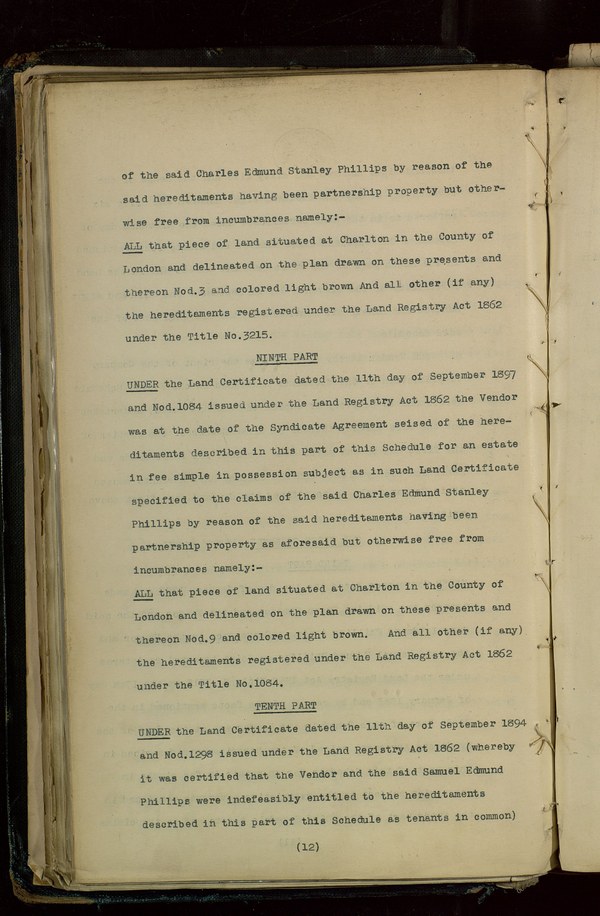 of the said Charles Edmund Stanley Phillips by reason of the
said hereditaments having been partnership property but other-
wise free from incumbrances namely:-
ALL that piece of land situated at Charlton in the County of
London and delineated on the plan drawn on these presents and
thereon Nod.3 and colored light brown And all other (if any)
the hereditaments registered under the Land Registry Act 1862
under the Title No.3215.
NINTH PART
UNDER the Land Certificate dated the 11th day of September 1897
and Nod.1084 issued under the Land Registry Act 1862 the Vendor
was at the date of the Syndicate Agreement seised of the here-
ditaments described in this part of this Schedule for an estate
in fee simple in possession subject as in such Land Certificate
specified to the claims of the said Charles Edmund Stanley
Phillips by reason of the said hereditaments having been
partnership property as aforesaid but otherwise free from
incumbrances namely:-
ALL that piece of land situated at Charlton in the County of
London and delineated on the plan drawn on these presents and
thereon Nod.9 and colored light brown. And all other (if any)
the hereditaments registered under the Land Registry Act 1862
under the Title No.1084.
TENTH PART
UNDER the Land Certificate dated the 11th day of September 1894
and Nod.1298 issued under the Land Registry Act 1862 (whereby
it was certified that the Vendor and the said Samuel Edmund
Phillips were indefeasibly entitled to the hereditaments
described in this part of this Schedule as tenants in common)
(12)